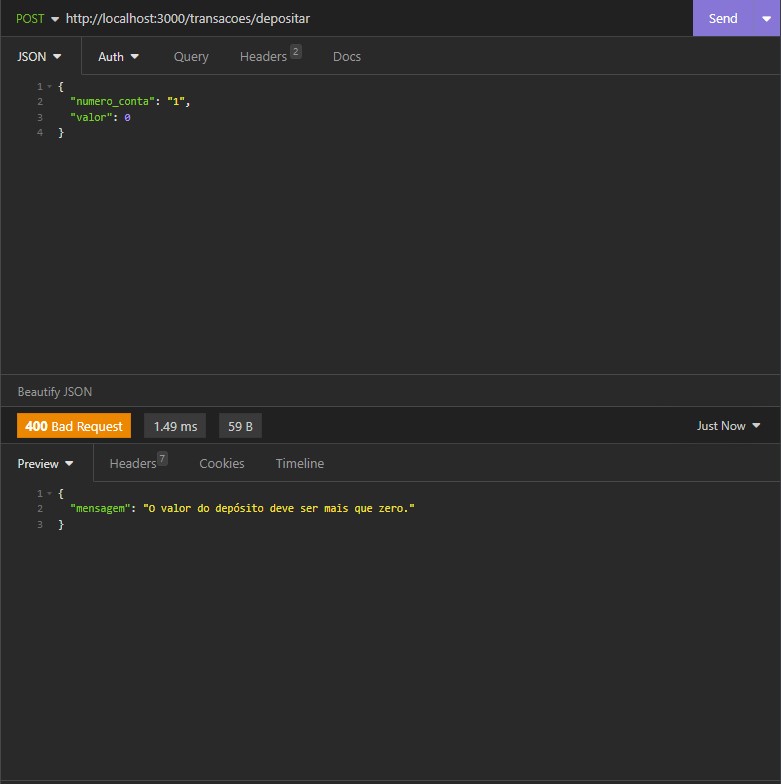 POST http://localhost:3000/transacoes/depositar Send
JSON Auth Query Headers 2 Docs
1 {
2 "numero_conta": "1",
3 "valor": 0
4 }
Beautify JSON
400 Bad Request 1.49 ms 59 B Just Now
Preview Headers 7 Cookies Timeline
1 {
2 "mensagem": "O valor do depósito deve ser mais que zero."
3 }